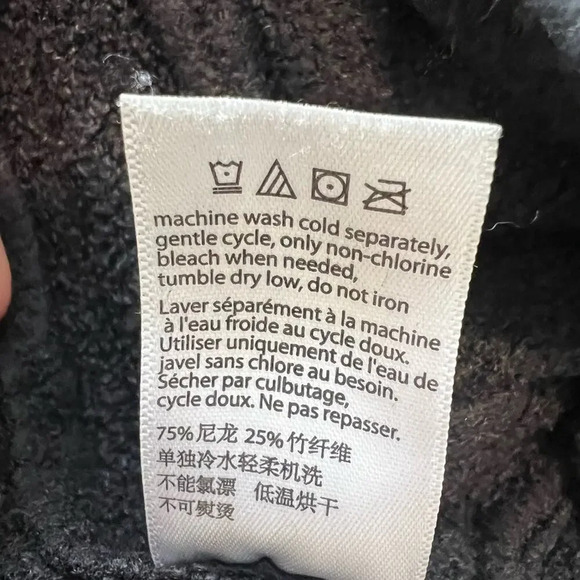 machine wash cold separately,
gentle cycle, only non-chlorine
bleach when needed,
tumble dry low, do not iron
Laver séparément à la machine
à l'eau froide au cycle doux.
Utiliser uniquement de l'eau de
javel sans chlore au besoin.
Sécher par culbutage,
cycle doux. Ne pas repasser.
75%尼龙 25%竹纤维
单独冷水轻柔机洗
不能氯漂 低温烘干
不可熨烫